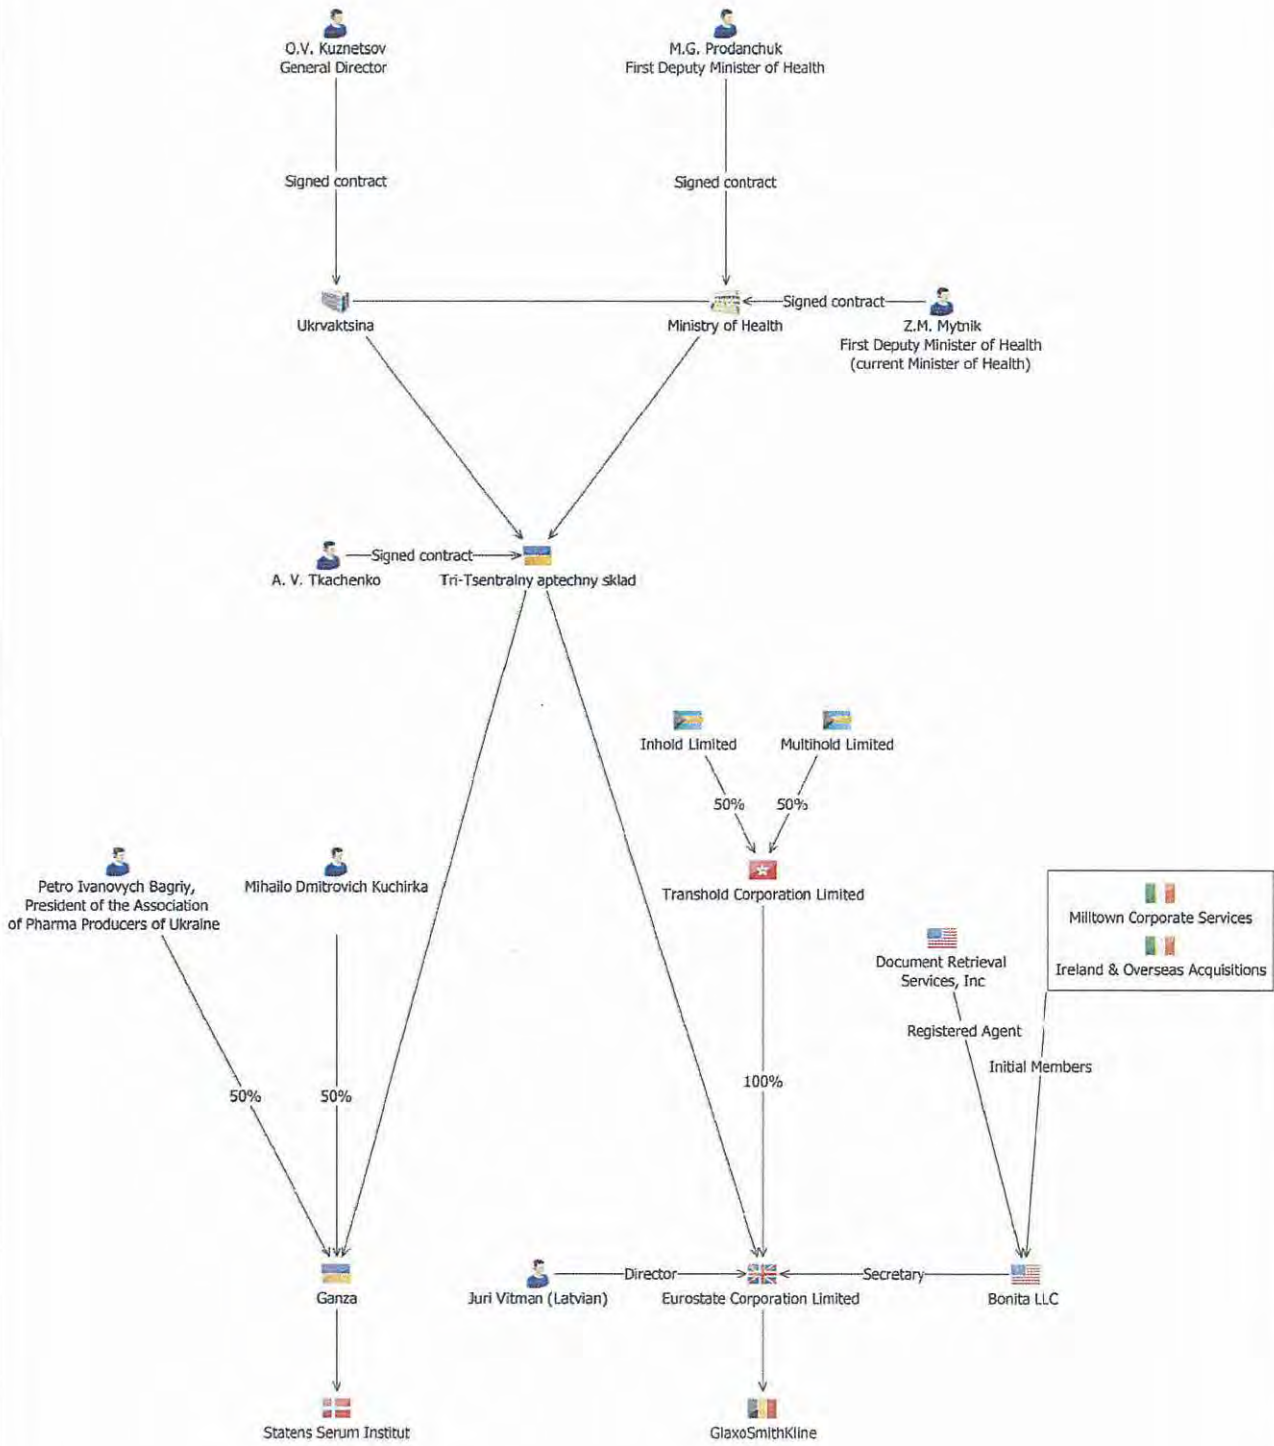 O.V. Kuznetsov
General Director
M.G. Prodanchuk
First Deputy Minister of Health
Signed contract
Signed contract
Signed contract
Ukrvaktsina
Ministry of Health
Z.M. Mytnik
First Deputy Minister of Health
(current Minister of Health)
Signed contract
A. V. Tkachenko
Tri-Tsentralny aptechny sklad
Inhold Limited
Multihold Limited
50%
50%
Petro Ivanovych Bagriy,
President of the Association
of Pharma Producers of Ukraine
Mihailo Dmitrovich Kuchirka
Transhold Corporation Limited
Milltown Corporate Services
Ireland & Overseas Acquisitions
Document Retrieval
Services, Inc
Registered Agent
Initial Members
50%
50%
100%
Director
Secretary
Ganza
Juri Vitman (Latvian)
Eurostate Corporation Limited
Bonita LLC
Statens Serum Institut
GlaxoSmithKline